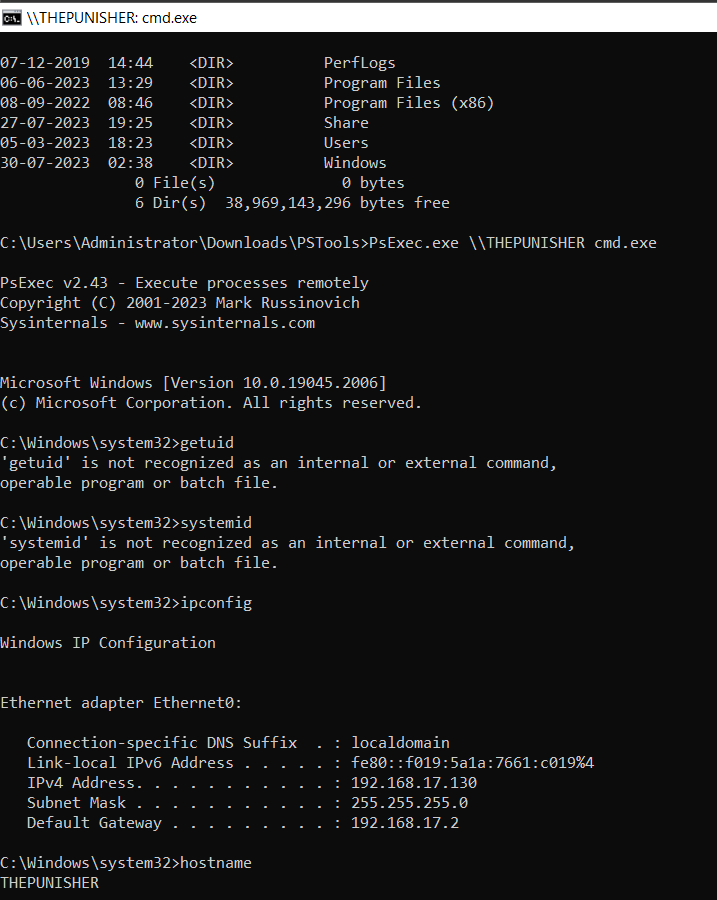 \\THEPUNISHER: cmd.exe
07-12-2019  14:44    <DIR>          PerfLogs
06-06-2023  13:29    <DIR>          Program Files
08-09-2022  08:46    <DIR>          Program Files (x86)
27-07-2023  19:25    <DIR>          Share
05-03-2023  18:23    <DIR>          Users
30-07-2023  02:38    <DIR>          Windows
               0 File(s)              0 bytes
               6 Dir(s)  38,969,143,296 bytes free
C:\Users\Administrator\Downloads\PSTools>PsExec.exe \\THEPUNISHER cmd.exe
PsExec v2.43 - Execute processes remotely
Copyright (C) 2001-2023 Mark Russinovich
Sysinternals - www.sysinternals.com
Microsoft Windows [Version 10.0.19045.2006]
(c) Microsoft Corporation. All rights reserved.
C:\Windows\system32>getuid
'getuid' is not recognized as an internal or external command,
operable program or batch file.
C:\Windows\system32>systemid
'systemid' is not recognized as an internal or external command,
operable program or batch file.
C:\Windows\system32>ipconfig
Windows IP Configuration
Ethernet adapter Ethernet0:
   Connection-specific DNS Suffix  . : localdomain
   Link-local IPv6 Address . . . . . : fe80::f019:5a1a:7661:c019%4
   IPv4 Address. . . . . . . . . . . : 192.168.17.130
   Subnet Mask . . . . . . . . . . . : 255.255.255.0
   Default Gateway . . . . . . . . . : 192.168.17.2
C:\Windows\system32>hostname
THEPUNISHER